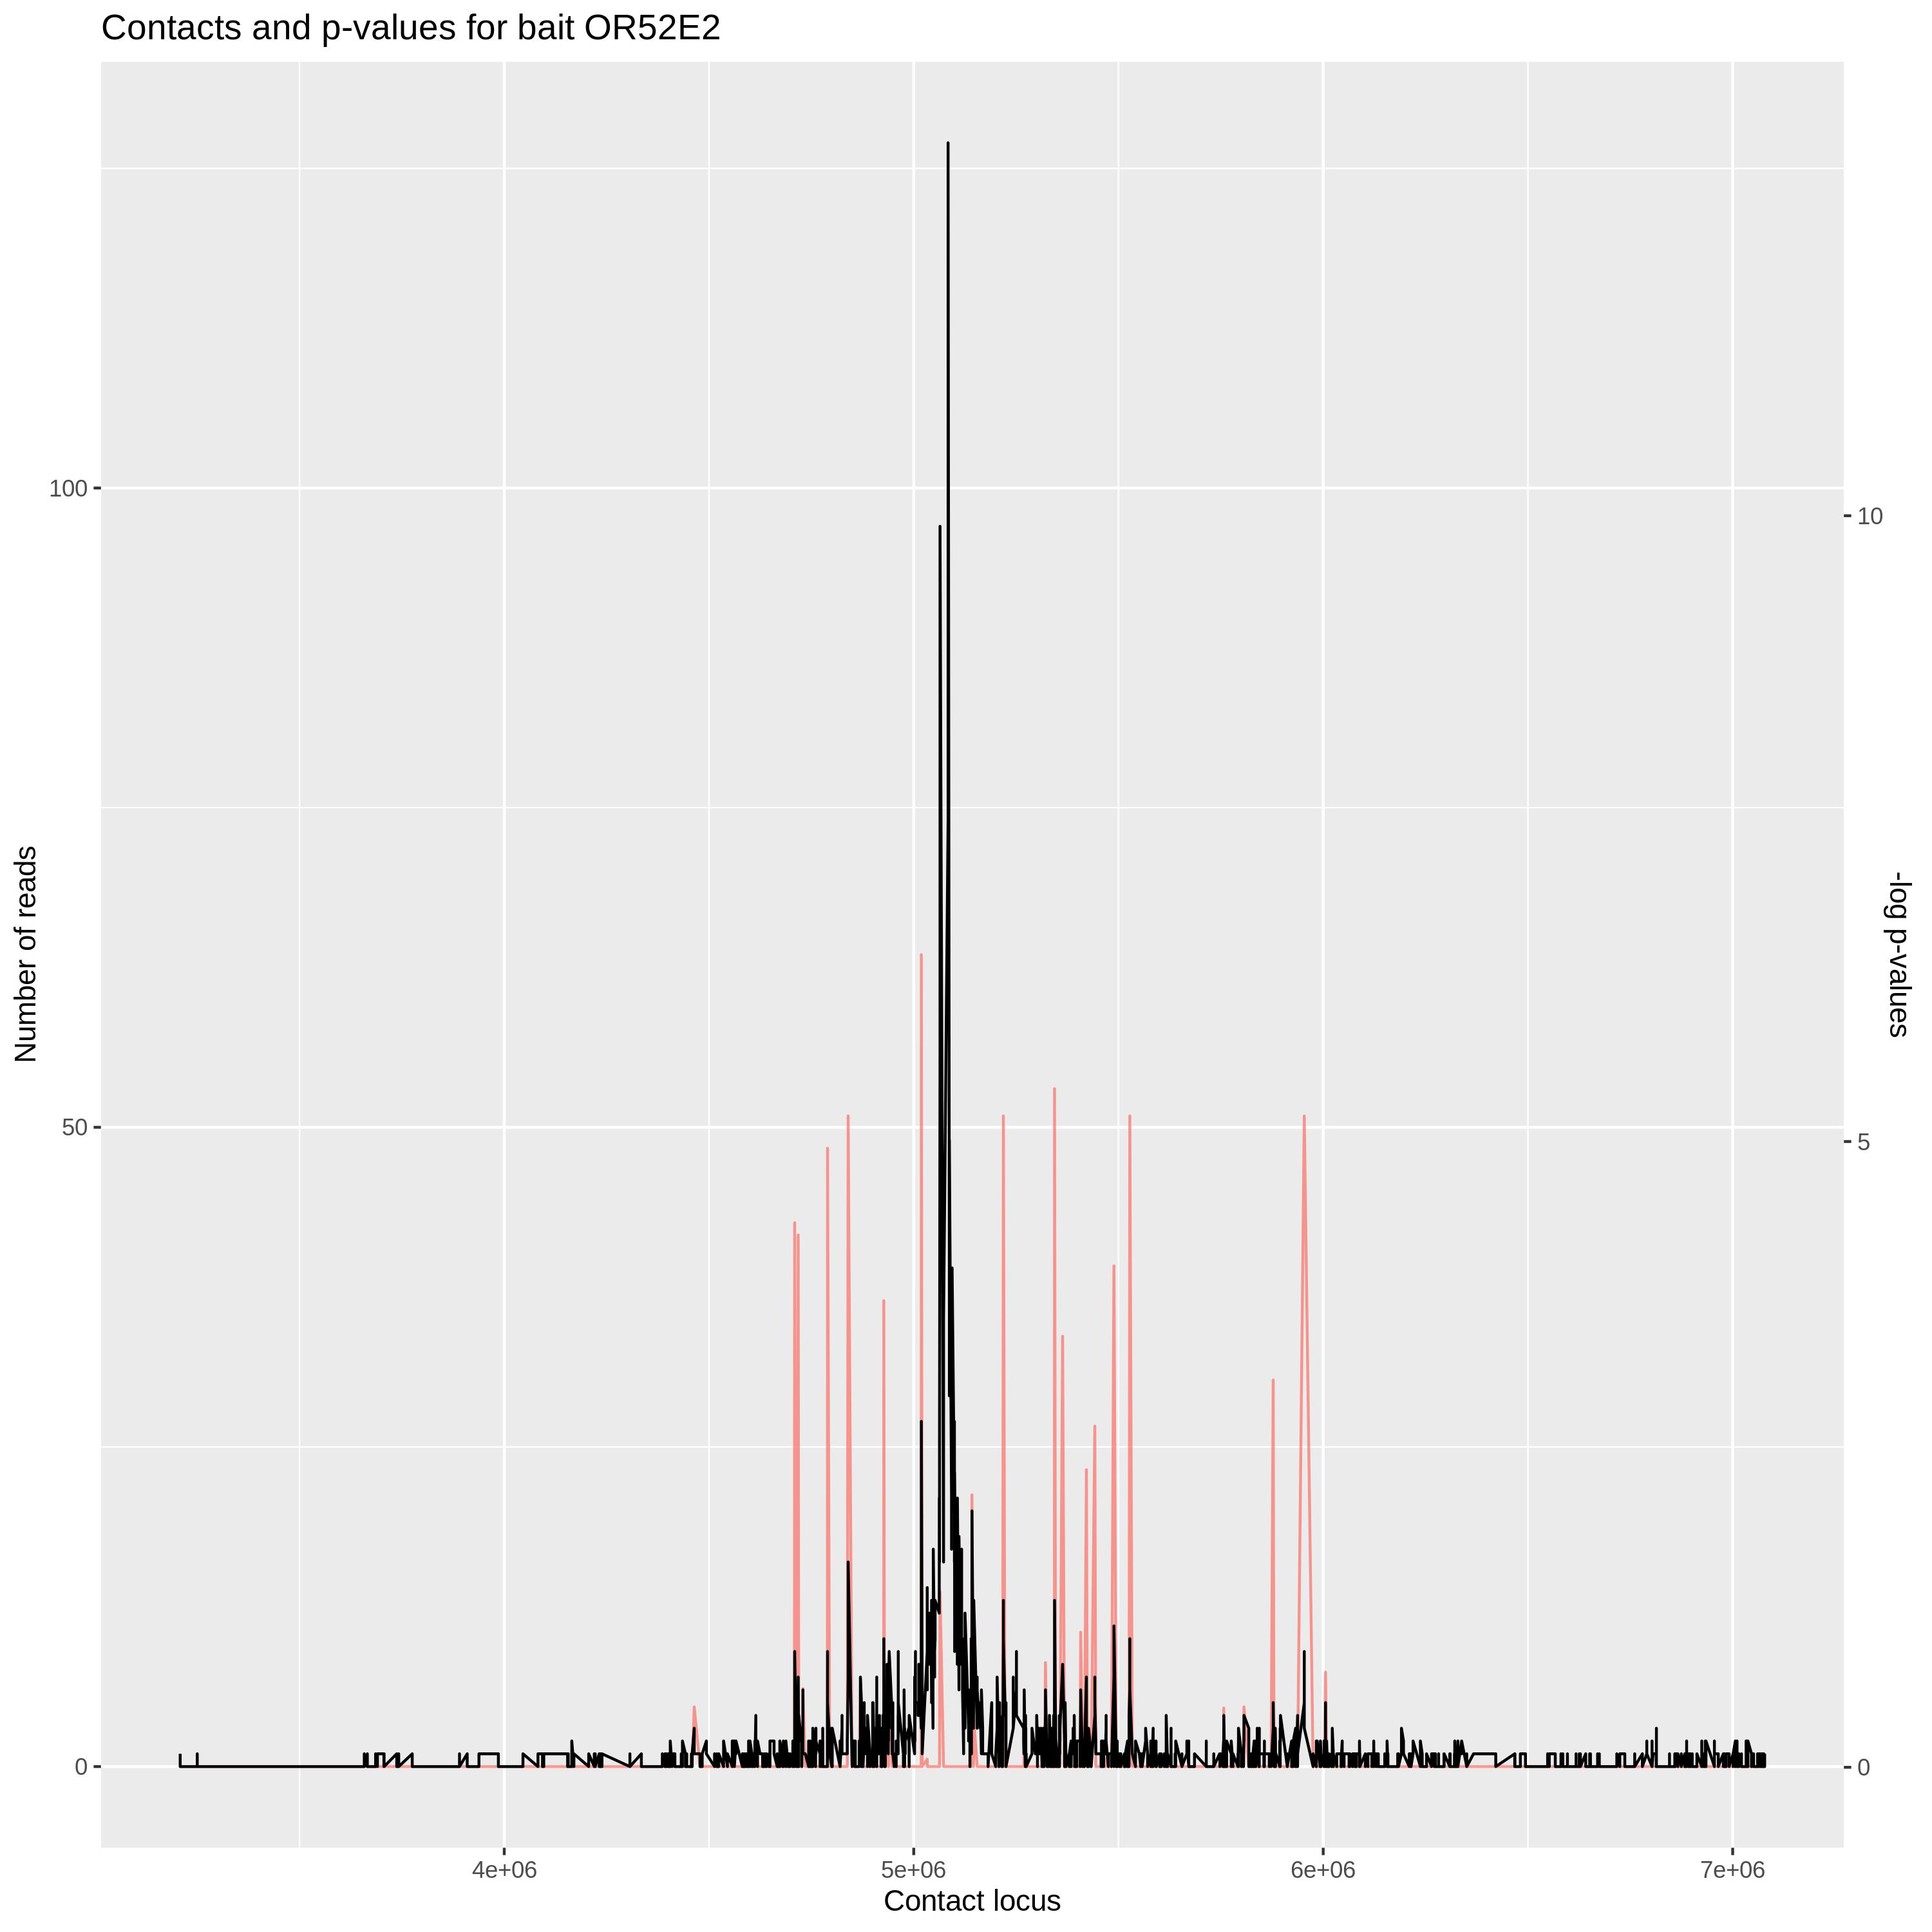 Contacts and p-values for bait OR52E2
100
50
0
Number of reads
10
5
0
-log p-values
4e+06
5e+06
6e+06
7e+06
Contact locus